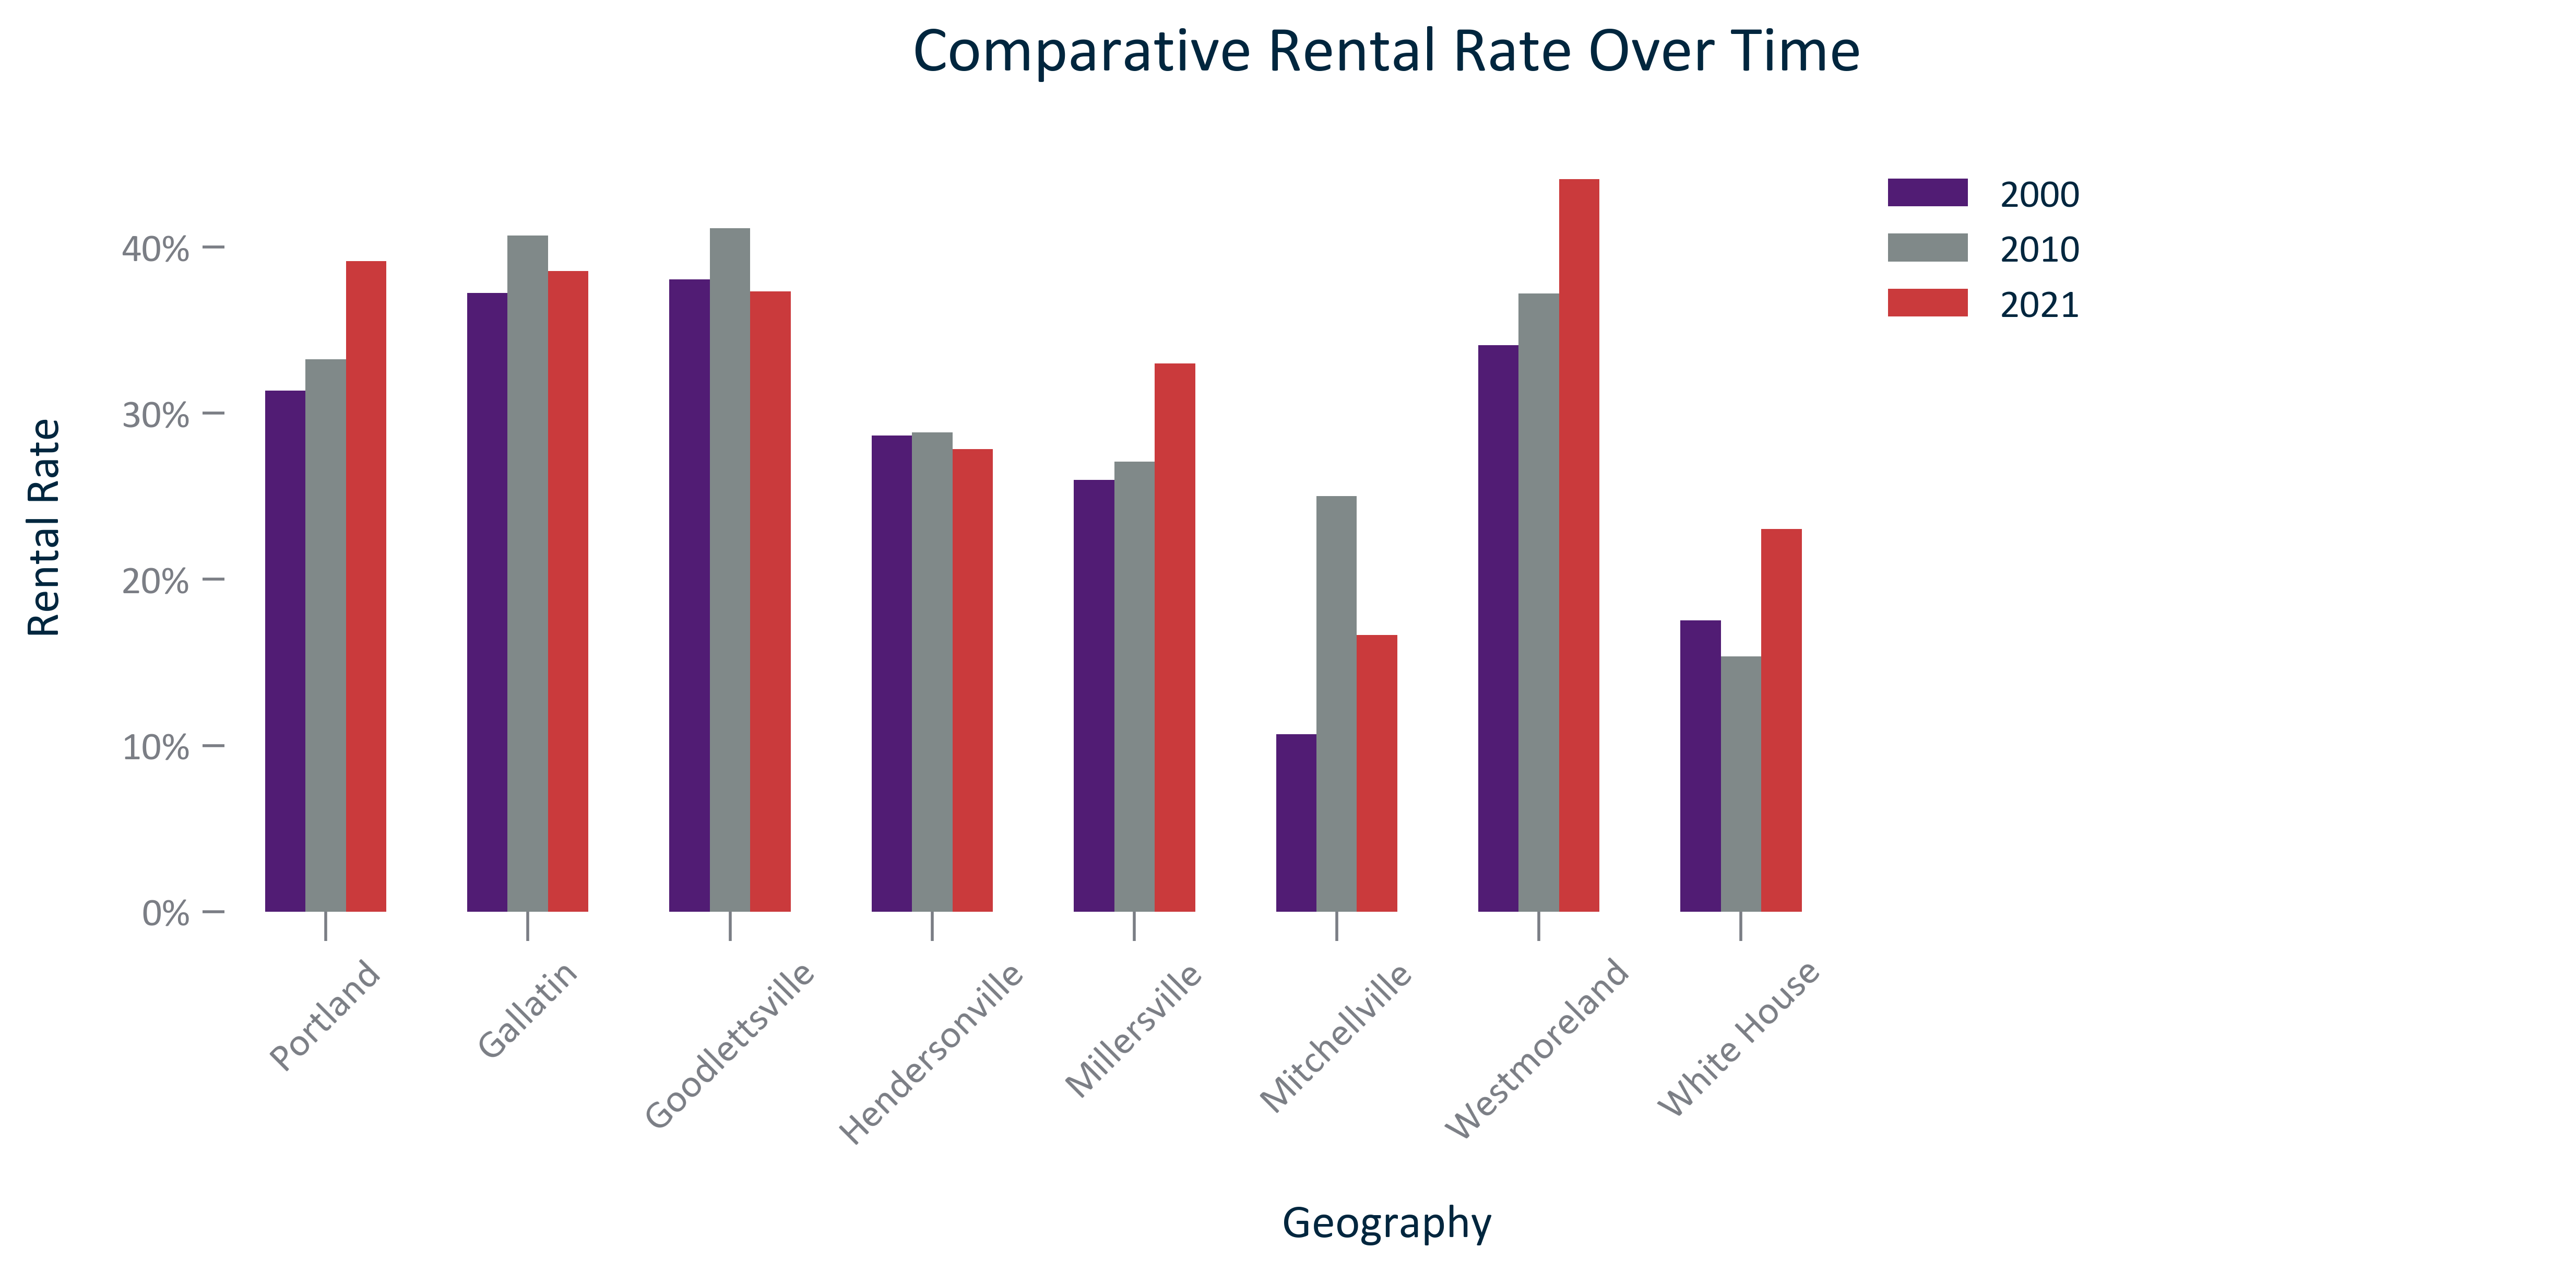 Comparative Rental Rate Over Time
2000
2010
2021
Rental Rate
40%
30%
20%
10%
0%
Portland
Gallatin
Goodlettsville
Hendersonville
Millersville
Mitchellville
Westmoreland
White House
Geography